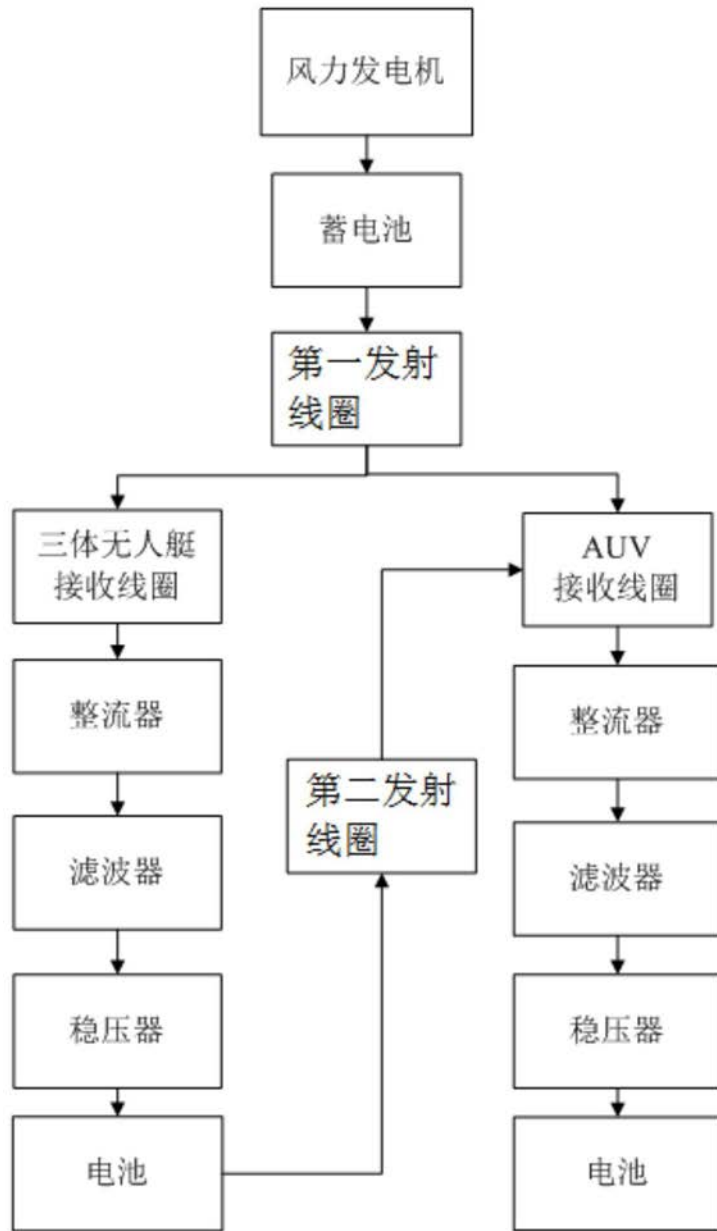 风力发电机
蓄电池
第一发射
线圈
三体无人艇
接收线圈
整流器
滤波器
稳压器
电池
第二发射
线圈
AUV
接收线圈
整流器
滤波器
稳压器
电池